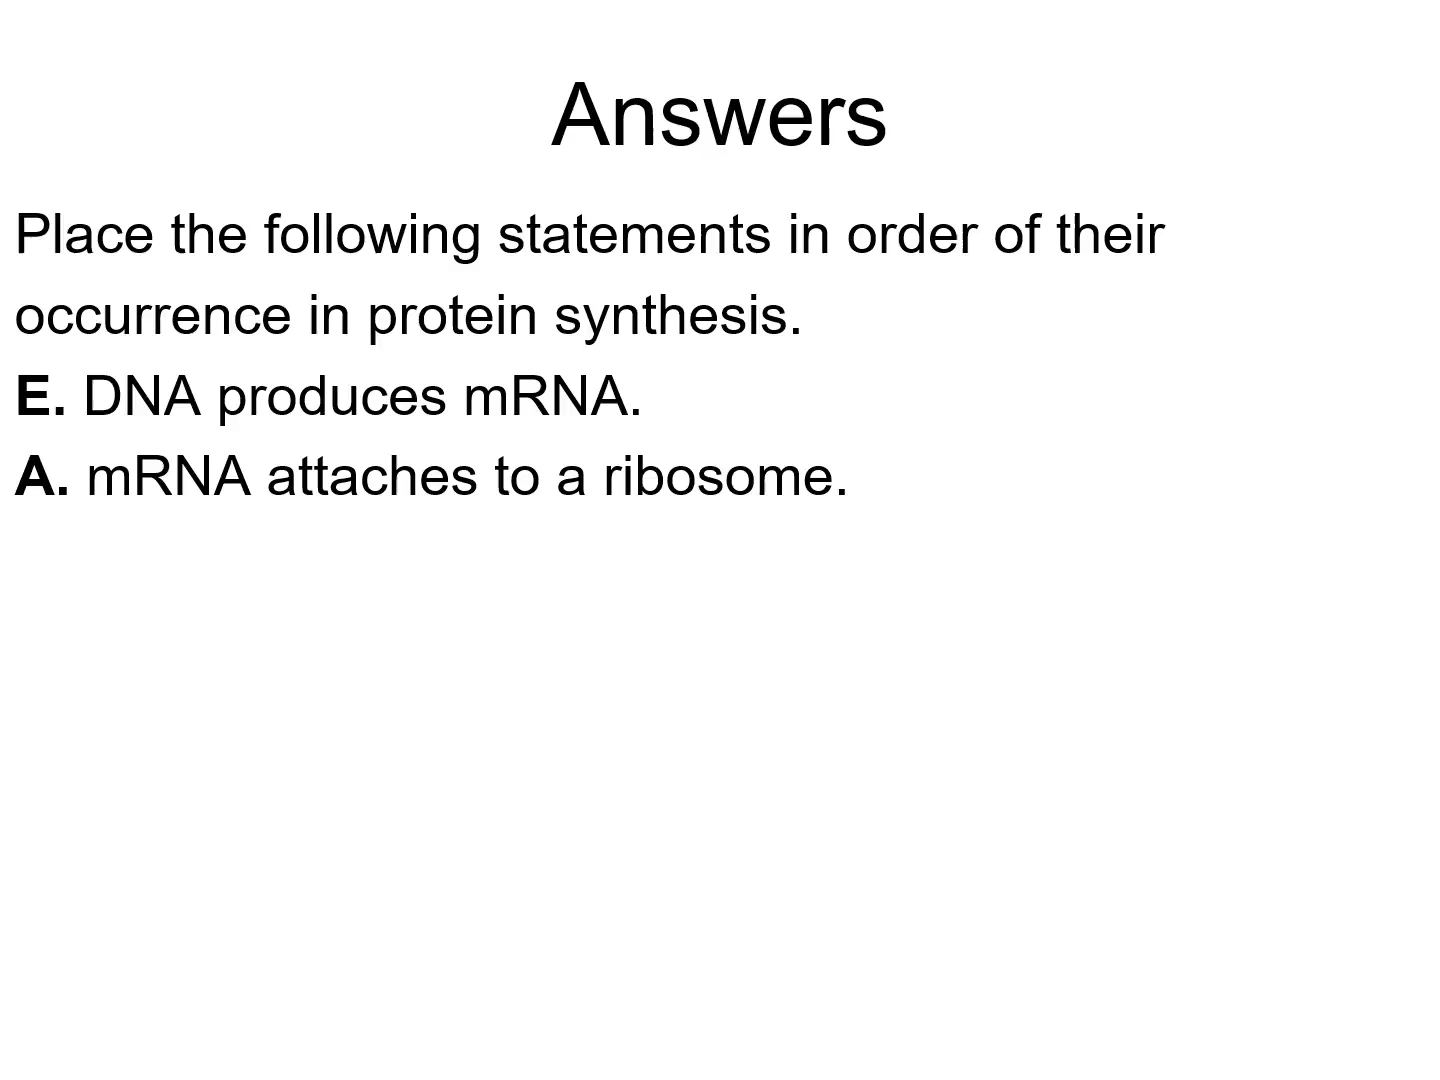 Answers
Place the following statements in order of their
occurrence in protein synthesis.
E. DNA produces mRNA.
A. mRNA attaches to a ribosome.